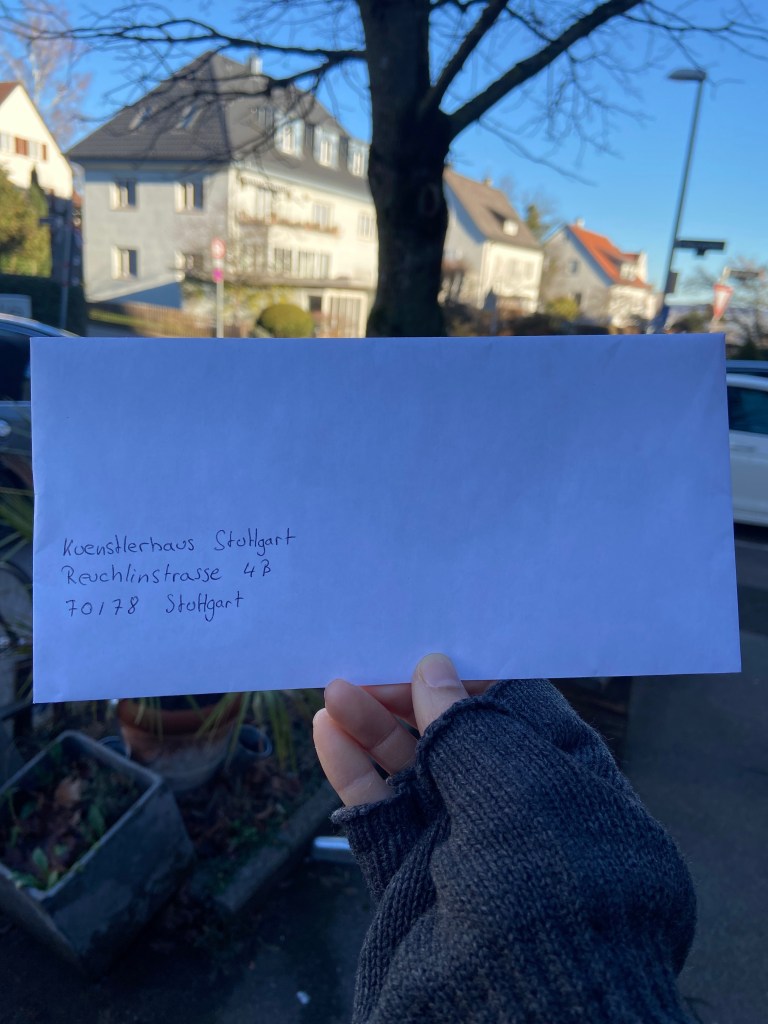 Kuenstlerhaus Stuttgart
Reuchlinstrasse 4B
70178 Stuttgart